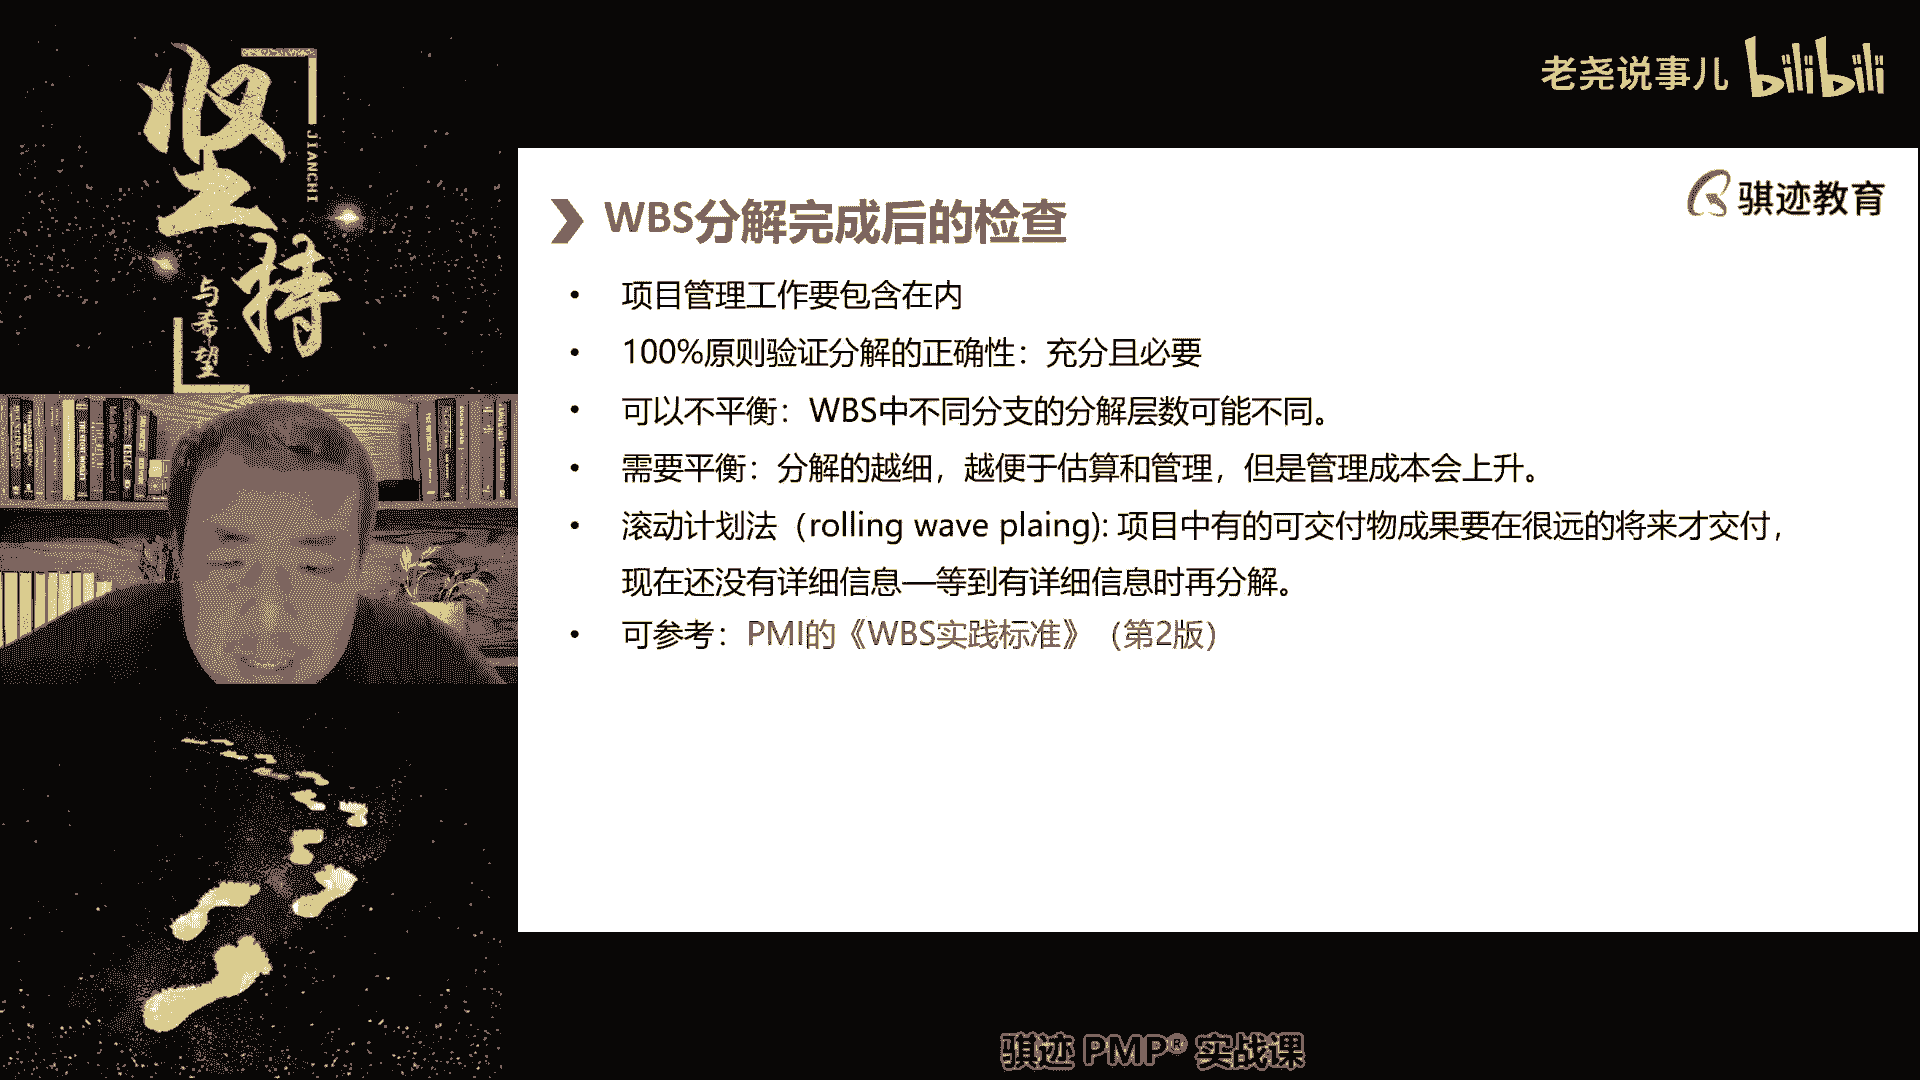 坚持
JIANCHI
与希望
老尧说事儿 bilibili
骐迹教育
WBS分解完成后的检查
• 项目管理工作要包含在内
• 100%原则验证分解的正确性：充分且必要
• 可以不平衡：WBS中不同分支的分解层数可能不同。
• 需要平衡：分解的越细，越便于估算和管理，但是管理成本会上升。
• 滚动计划法（rolling wave plaing): 项目中有的可交付物成果要在很远的将来才交付，
现在还没有详细信息—等到有详细信息时再分解。
• 可参考：PMI的《WBS实践标准》（第2版）
骐迹 PMP® 实战课